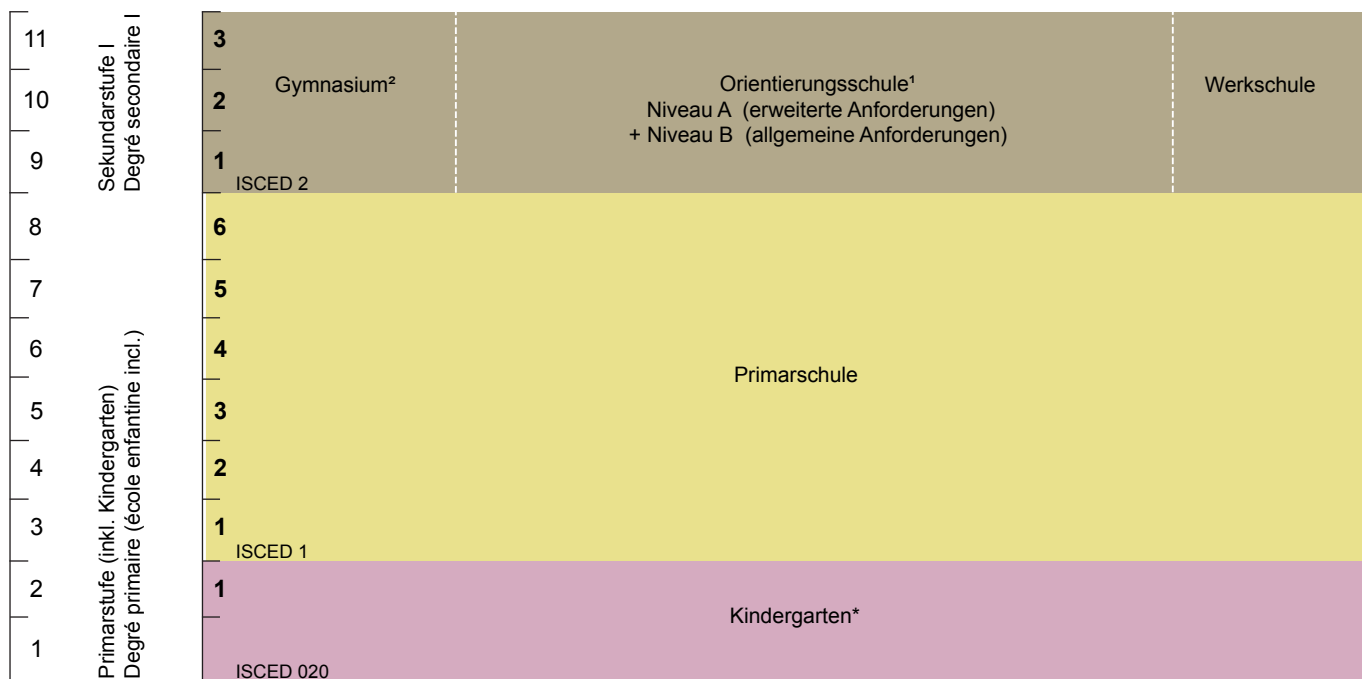 11
10
9
8
7
6
5
4
3
2
1
Sekundarstufe I
Degré secondaire I
Primarstufe (inkl. Kindergarten)
Degré primaire (école enfantine incl.)
3
2
1
Gymnasium²
Orientierungsschule¹
Niveau A (erweiterte Anforderungen)
+ Niveau B (allgemeine Anforderungen)
Werkschule
ISCED 2
6
5
4
3
2
1
Primarschule
ISCED 1
1
Kindergarten*
ISCED 020